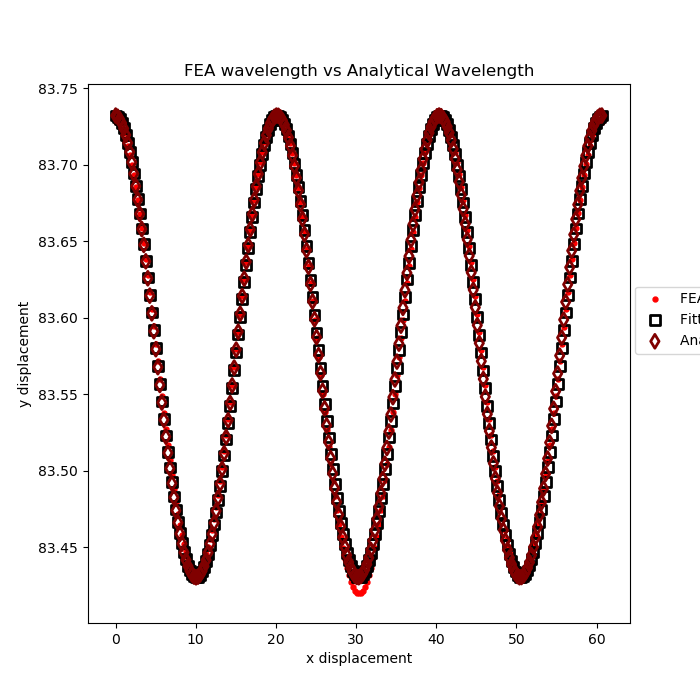 FEA wavelength vs Analytical Wavelength
83.75
83.70
83.65
83.60
83.55
83.50
83.45
y displacement
0 10 20 30 40 50 60
x displacement
FEA
Fitt
Ana